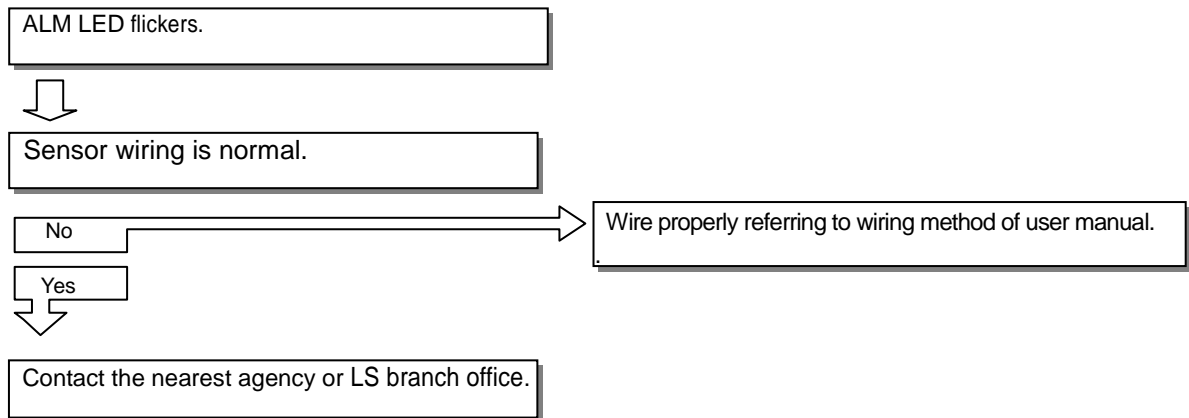 ALM LED flickers.
Sensor wiring is normal.
No
Wire properly referring to wiring method of user manual.
.
Yes
Contact the nearest agency or LS branch office.